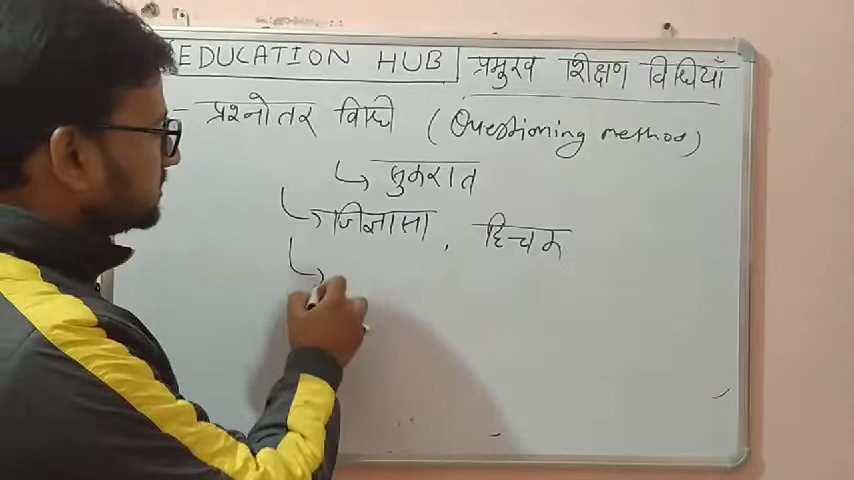 EDUCATION HUB प्रमुख शिक्षण विधियाँ
प्रश्नोतर विधि (Questioning method)
सुकरात
जिज्ञासा, हिचक